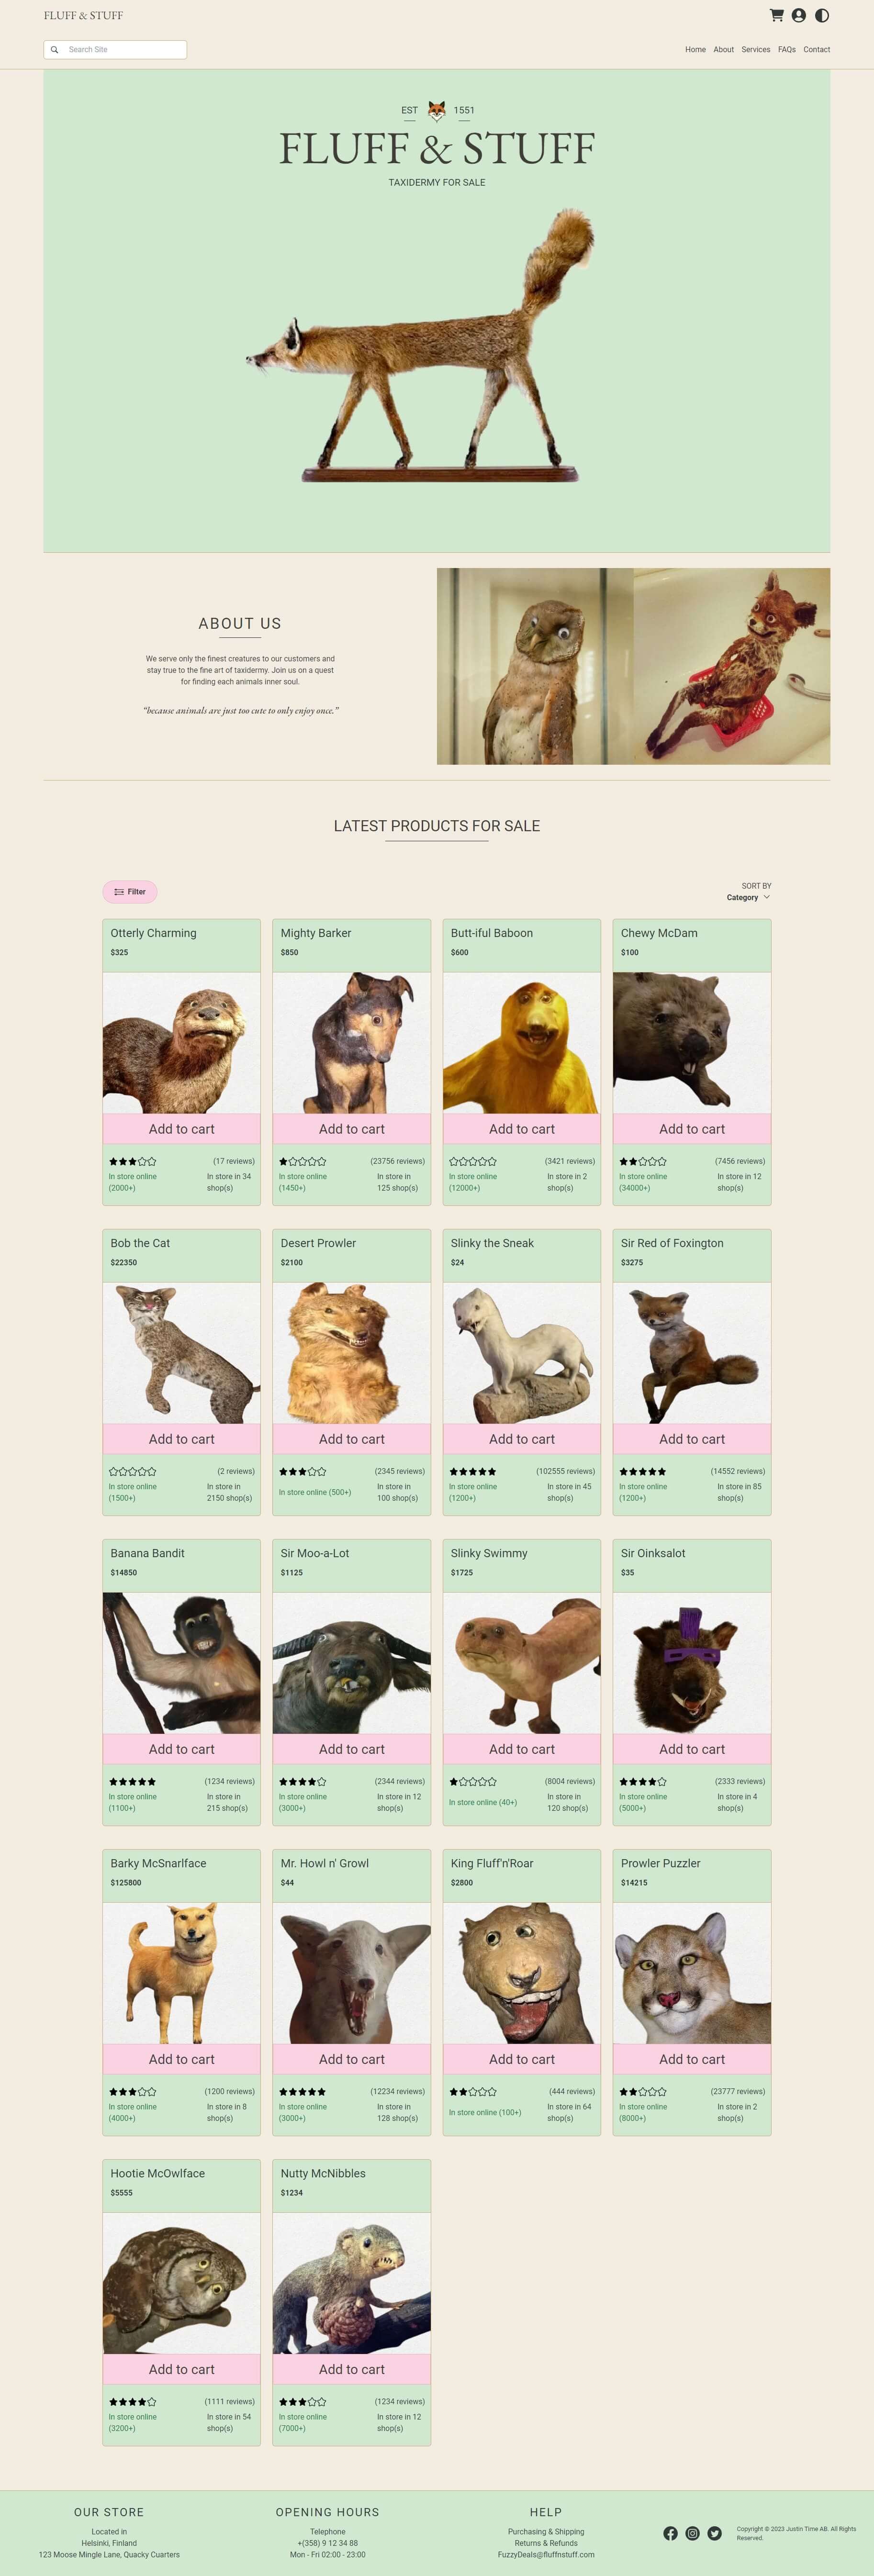 FLUFF & STUFF
Search Site
Home About Services FAQs Contact
EST 1551
FLUFF & STUFF
TAXIDERMY FOR SALE
ABOUT US
We serve only the finest creatures to our customers and
stay true to the fine art of taxidermy. Join us on a quest
for finding each animals inner soul.
“because animals are just too cute to only enjoy once.”
LATEST PRODUCTS FOR SALE
Filter
SORT BY
Category
Otterly Charming
$325
Add to cart
(17 reviews)
In store online
(2000+)
In store in 34
shop(s)
Mighty Barker
$850
Add to cart
(23756 reviews)
In store online
(1450+)
In store in
125 shop(s)
Butt-iful Baboon
$600
Add to cart
(3421 reviews)
In store online
(12000+)
In store in 2
shop(s)
Chewy McDam
$100
Add to cart
(7456 reviews)
In store online
(34000+)
In store in 12
shop(s)
Bob the Cat
$22350
Add to cart
(2 reviews)
In store online
(1500+)
In store in
2150 shop(s)
Desert Prowler
$2100
Add to cart
(2345 reviews)
In store online (500+)
In store in
100 shop(s)
Slinky the Sneak
$24
Add to cart
(102555 reviews)
In store online
(1200+)
In store in 45
shop(s)
Sir Red of Foxington
$3275
Add to cart
(14552 reviews)
In store online
(1200+)
In store in 85
shop(s)
Banana Bandit
$14850
Add to cart
(1234 reviews)
In store online
(1100+)
In store in
215 shop(s)
Sir Moo-a-Lot
$1125
Add to cart
(2344 reviews)
In store online
(3000+)
In store in 12
shop(s)
Slinky Swimmy
$1725
Add to cart
(8004 reviews)
In store online (40+)
In store in
120 shop(s)
Sir Oinksalot
$35
Add to cart
(2333 reviews)
In store online
(5000+)
In store in 4
shop(s)
Barky McSnarlface
$125800
Add to cart
(1200 reviews)
In store online
(4000+)
In store in 8
shop(s)
Mr. Howl n' Growl
$44
Add to cart
(12234 reviews)
In store online
(3000+)
In store in
128 shop(s)
King Fluff'n'Roar
$2800
Add to cart
(444 reviews)
In store online (100+)
In store in 64
shop(s)
Prowler Puzzler
$14215
Add to cart
(23777 reviews)
In store online
(8000+)
In store in 2
shop(s)
Hootie McOwlface
$5555
Add to cart
(1111 reviews)
In store online
(3200+)
In store in 54
shop(s)
Nutty McNibbles
$1234
Add to cart
(1234 reviews)
In store online
(7000+)
In store in 12
shop(s)
OUR STORE
Located in
Helsinki, Finland
123 Moose Mingle Lane, Quacky Cuarters
OPENING HOURS
Telephone
+(358) 9 12 34 88
Mon - Fri 02:00 - 23:00
HELP
Purchasing & Shipping
Returns & Refunds
FuzzyDeals@fluffnstuff.com
Copyright © 2023 Justin Time AB. All Rights
Reserved.